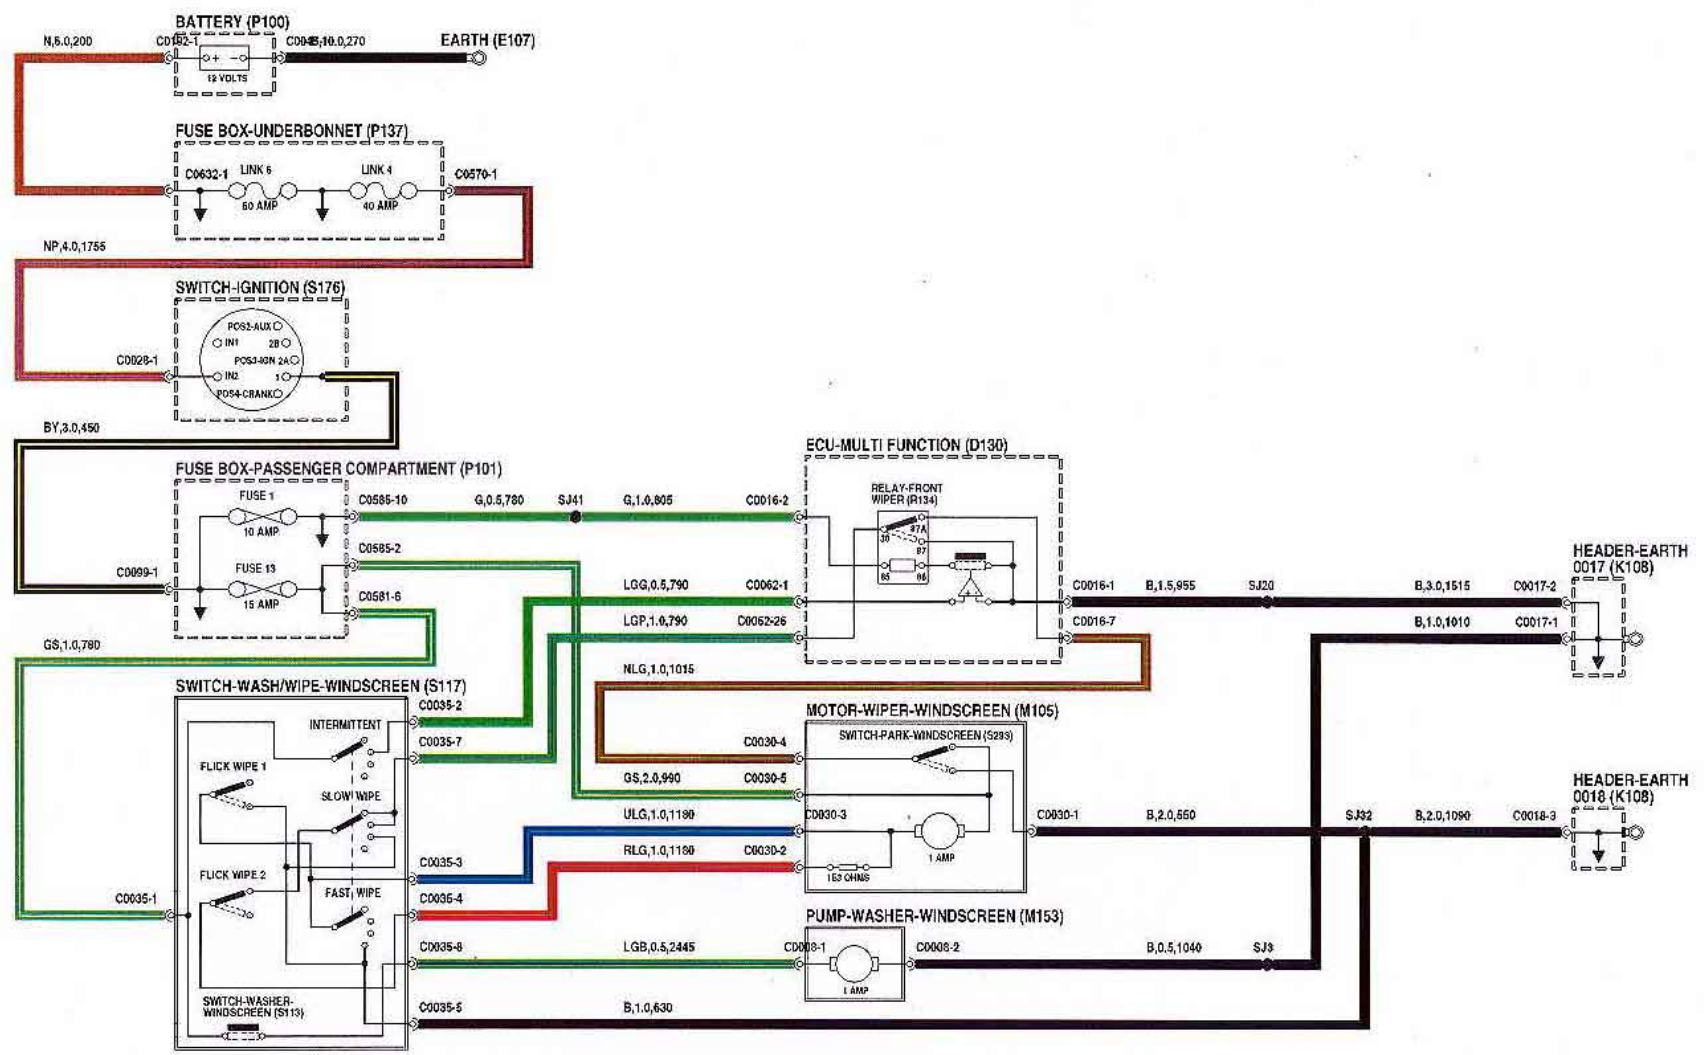 BATTERY (P100)
N,6.0,200
C0192-1
12 VOLTS
EARTH (E107)
FUSE BOX-UNDERBONNET (P137)
C0632-1
LINK 6
60 AMP
LINK 4
40 AMP
C0570-1
NP,4.0,1755
SWITCH-IGNITION (S176)
POS2-AUX
IN1
2B
POS3-IGN 2A
IN2
1
POS4-CRANK
C0028-1
BY,3.0,450
FUSE BOX-PASSENGER COMPARTMENT (P101)
FUSE 1
10 AMP
FUSE 13
15 AMP
C0099-1
C0585-10
G,0.5,780
SJ41
G,1.0,805
C0016-2
C0585-2
C0581-6
GS,1.0,780
ECU-MULTI FUNCTION (D130)
RELAY-FRONT
WIPER (R134)
87A
30
87
85
86
+
LGG,0.5,790
C0062-1
LGP,1.0,790
C0062-26
C0016-1
B,1.5,955
SJ20
B,3.0,1515
C0017-2
C0016-7
B,1.0,1010
C0017-1
HEADER-EARTH
0017 (K108)
NLG,1.0,1015
SWITCH-WASH/WIPE-WINDSCREEN (S117)
INTERMITTENT
FLICK WIPE 1
SLOW WIPE
FLICK WIPE 2
FAST WIPE
C0035-1
SWITCH-WASHER-
WINDSCREEN (S113)
C0035-2
C0035-7
C0035-3
C0035-4
C0035-8
C0035-5
MOTOR-WIPER-WINDSCREEN (M105)
SWITCH-PARK-WINDSCREEN (S293)
C0030-4
GS,2.0,990
C0030-5
ULG,1.0,1180
C0030-3
RLG,1.0,1180
C0030-2
1 AMP
C0030-1
B,2.0,550
SJ32
B,2.0,1090
C0018-3
HEADER-EARTH
0018 (K108)
PUMP-WASHER-WINDSCREEN (M153)
LGB,0.5,2445
C0008-1
1 AMP
C0008-2
B,0.5,1040
SJ3
B,1.0,630